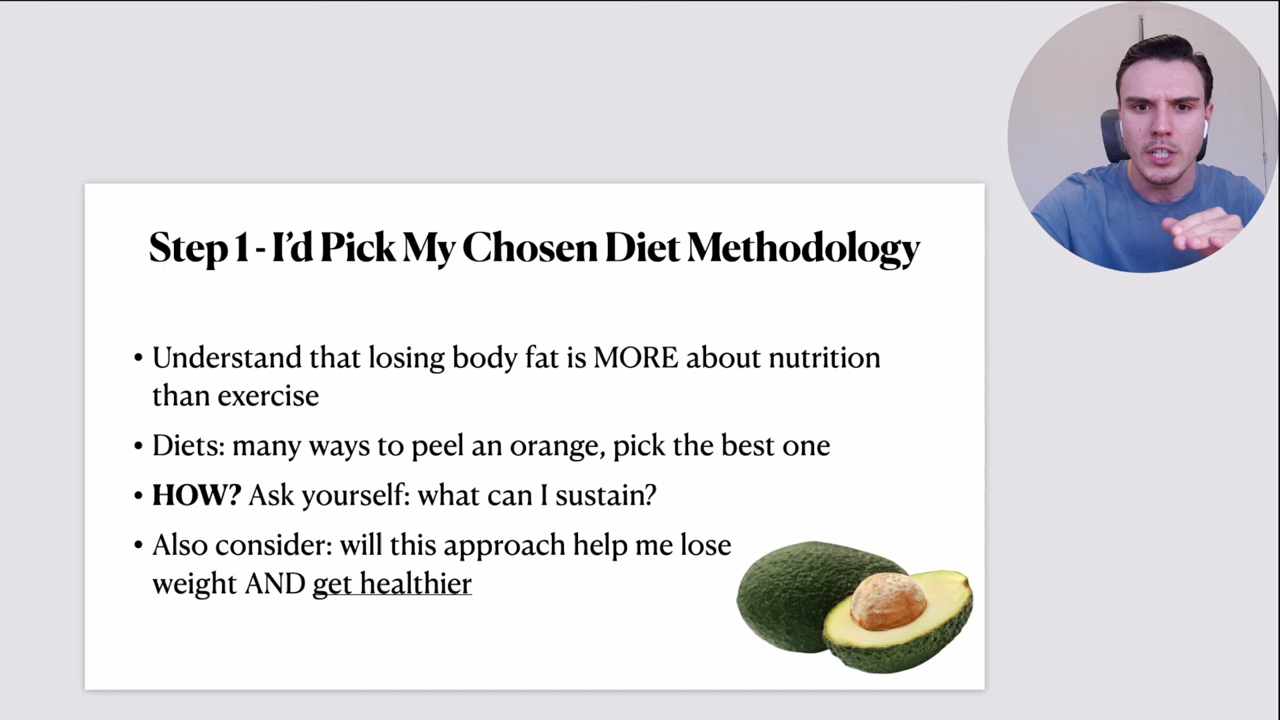 Step 1 - I'd Pick My Chosen Diet Methodology
• Understand that losing body fat is MORE about nutrition
than exercise
• Diets: many ways to peel an orange, pick the best one
• HOW? Ask yourself: what can I sustain?
• Also consider: will this approach help me lose
weight AND get healthier